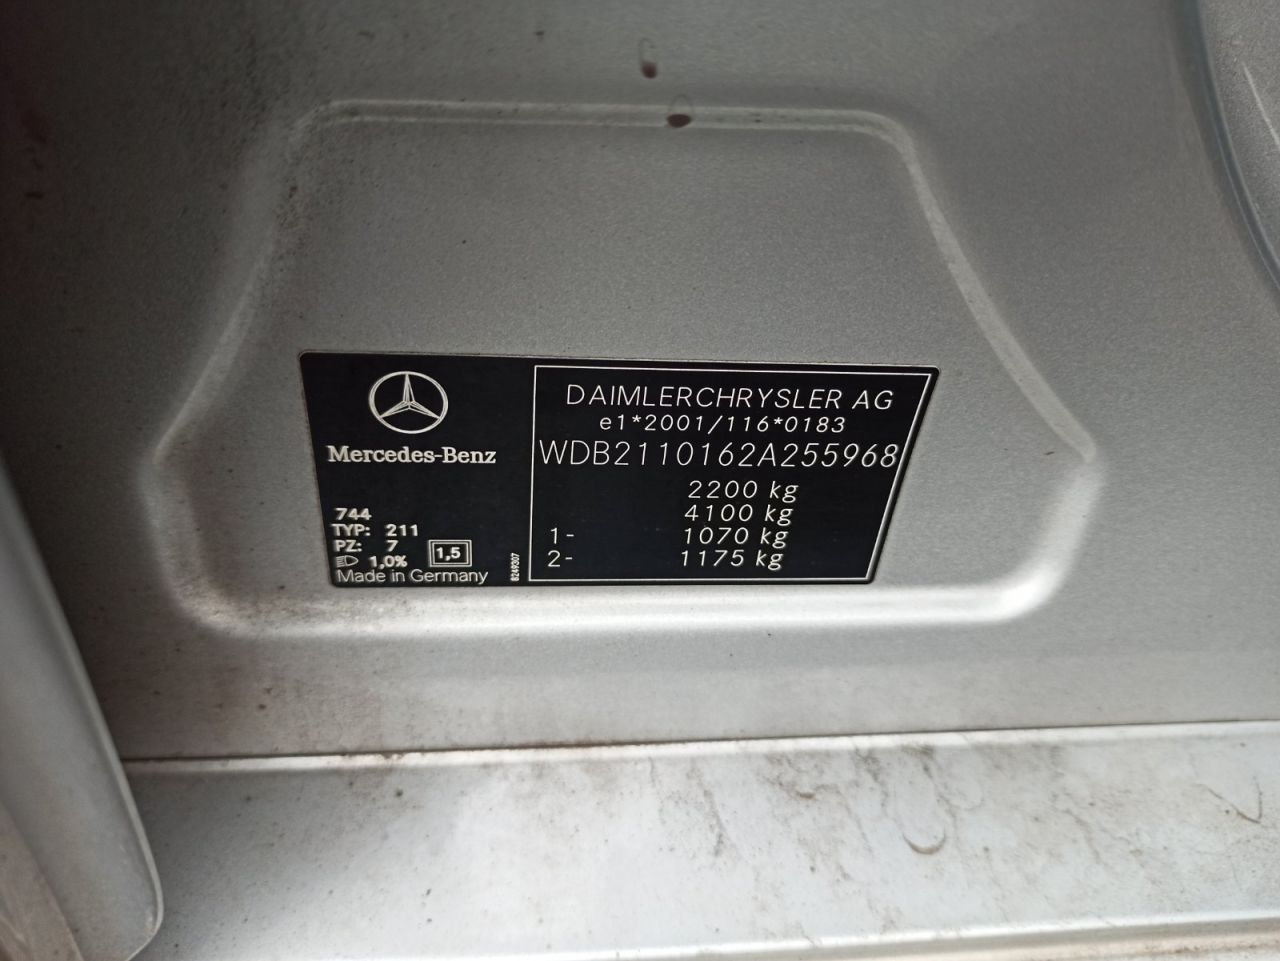 Mercedes-Benz
744
TYP: 211
PZ: 7
1,0% 1,5
Made in Germany
8249307
DAIMLERCHRYSLER AG
e1*2001/116*0183
WDB2110162A255968
2200 kg
4100 kg
1- 1070 kg
2- 1175 kg